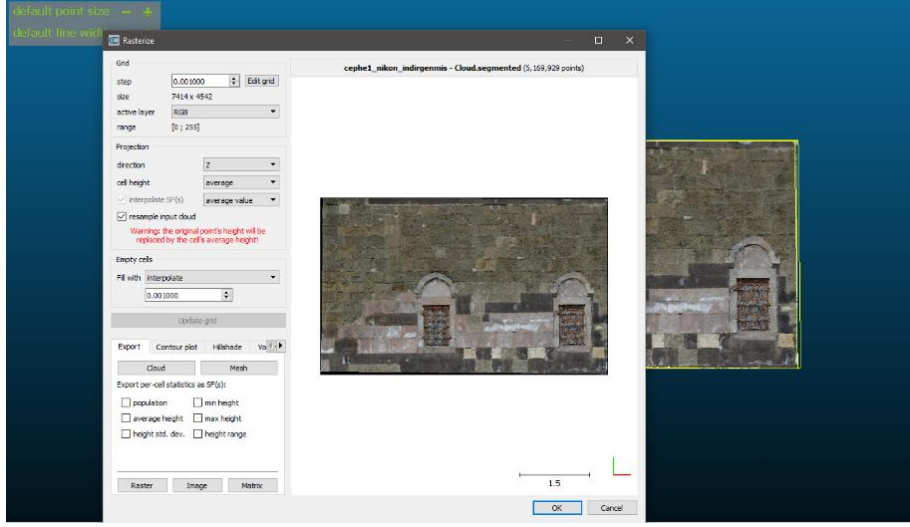 default point size − +
default line widt
Rasterize
Grid
step 0.001000 Edit grid
size 7414 x 4542
active layer RGB
range [0 ; 255]
Projection
direction Z
cell height average
interpolate SF(s) average value
resample input cloud
Warning: the original point's height will be
replaced by the cell's average height!
Empty cells
Fill with interpolate
0.001000
Update grid
Export Contour plot Hillshade Vo
Cloud Mesh
Export per-cell statistics as SF(s):
population min height
average height max height
height std. dev. height range
Raster Image Matrix
cephe1_nikon_indirgenmis - Cloud.segmented (5,169,929 points)
1.5
OK Cancel